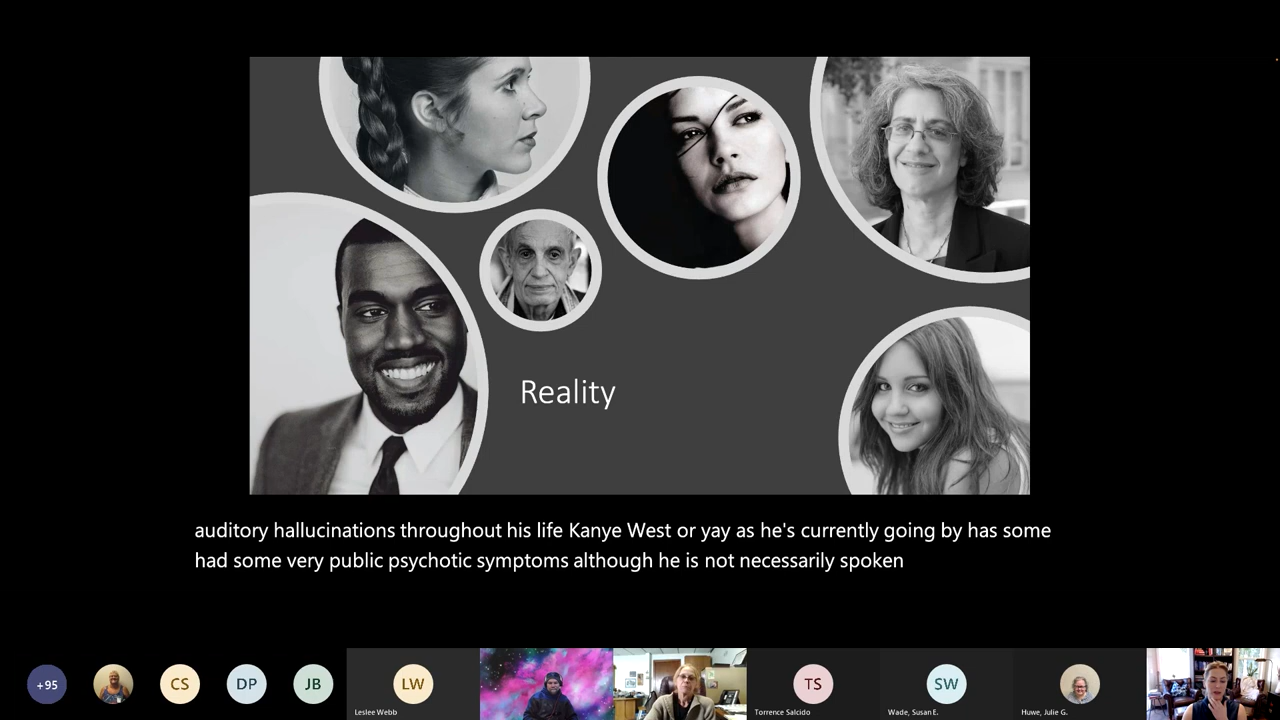 Reality
auditory hallucinations throughout his life Kanye West or yay as he's currently going by has some
had some very public psychotic symptoms although he is not necessarily spoken
+95
CS
DP
JB
LW
Leslee Webb
TS
Torrence Salcido
SW
Wade, Susan E.
Huwe, Julie G.